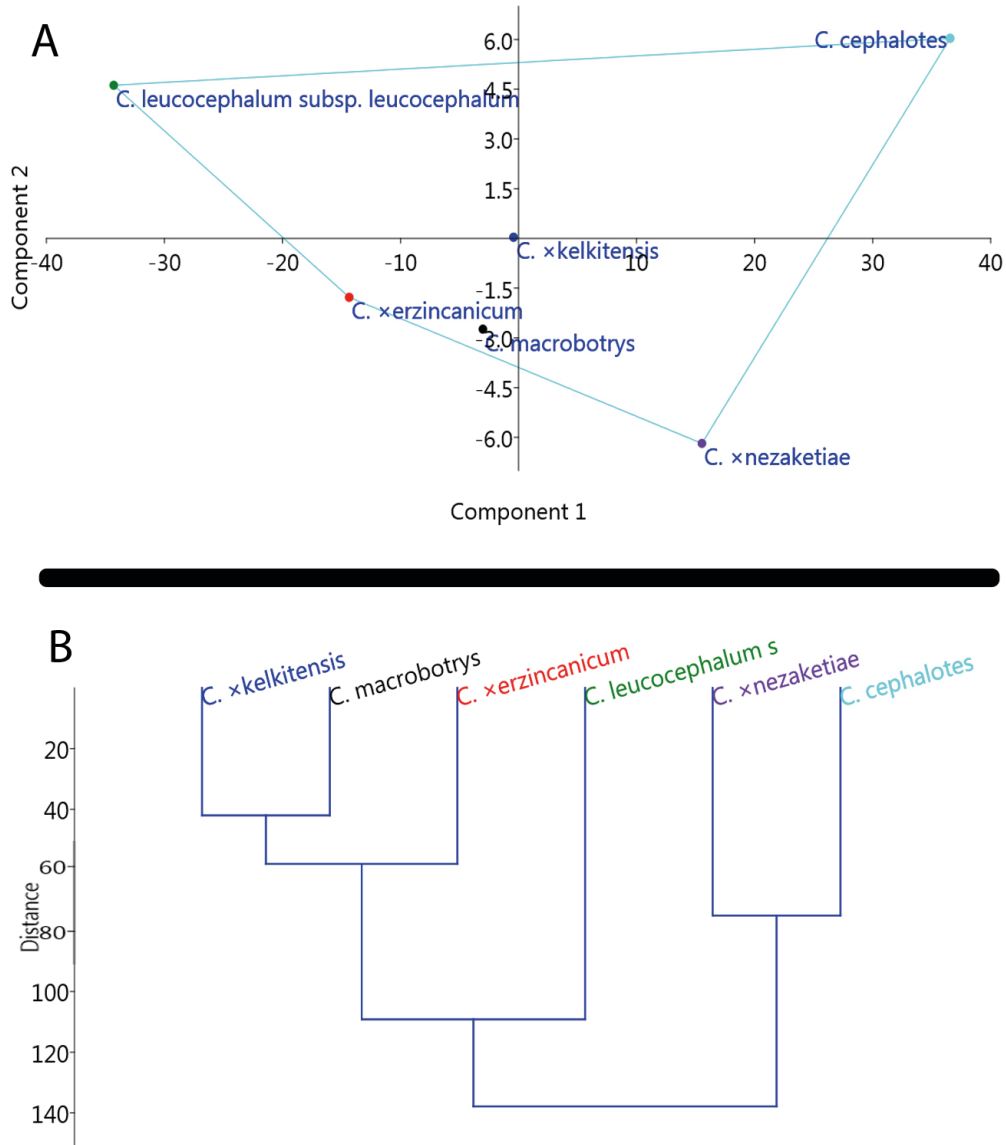 A
6.0
C. cephalotes
4.5
C. leucocephalum subsp. leucocephalum
3.0
Component 2
1.5
-40 -30 -20 -10 10 20 30 40
C. ×kelkitensis
-1.5
C. ×erzincanicum
-3.0
C. macrobotrys
-4.5
-6.0
C. ×nezaketiae
Component 1
B
C. ×kelkitensis
C. macrobotrys
C. ×erzincanicum
C. leucocephalum s
C. ×nezaketiae
C. cephalotes
20
40
60
80
100
120
140
Distance